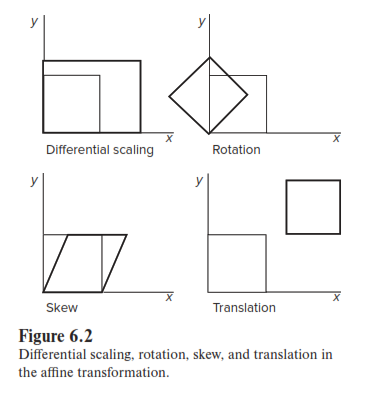 y
y
x
x
Differential scaling
Rotation
y
y
x
x
Skew
Translation
Figure 6.2
Differential scaling, rotation, skew, and translation in
the affine transformation.